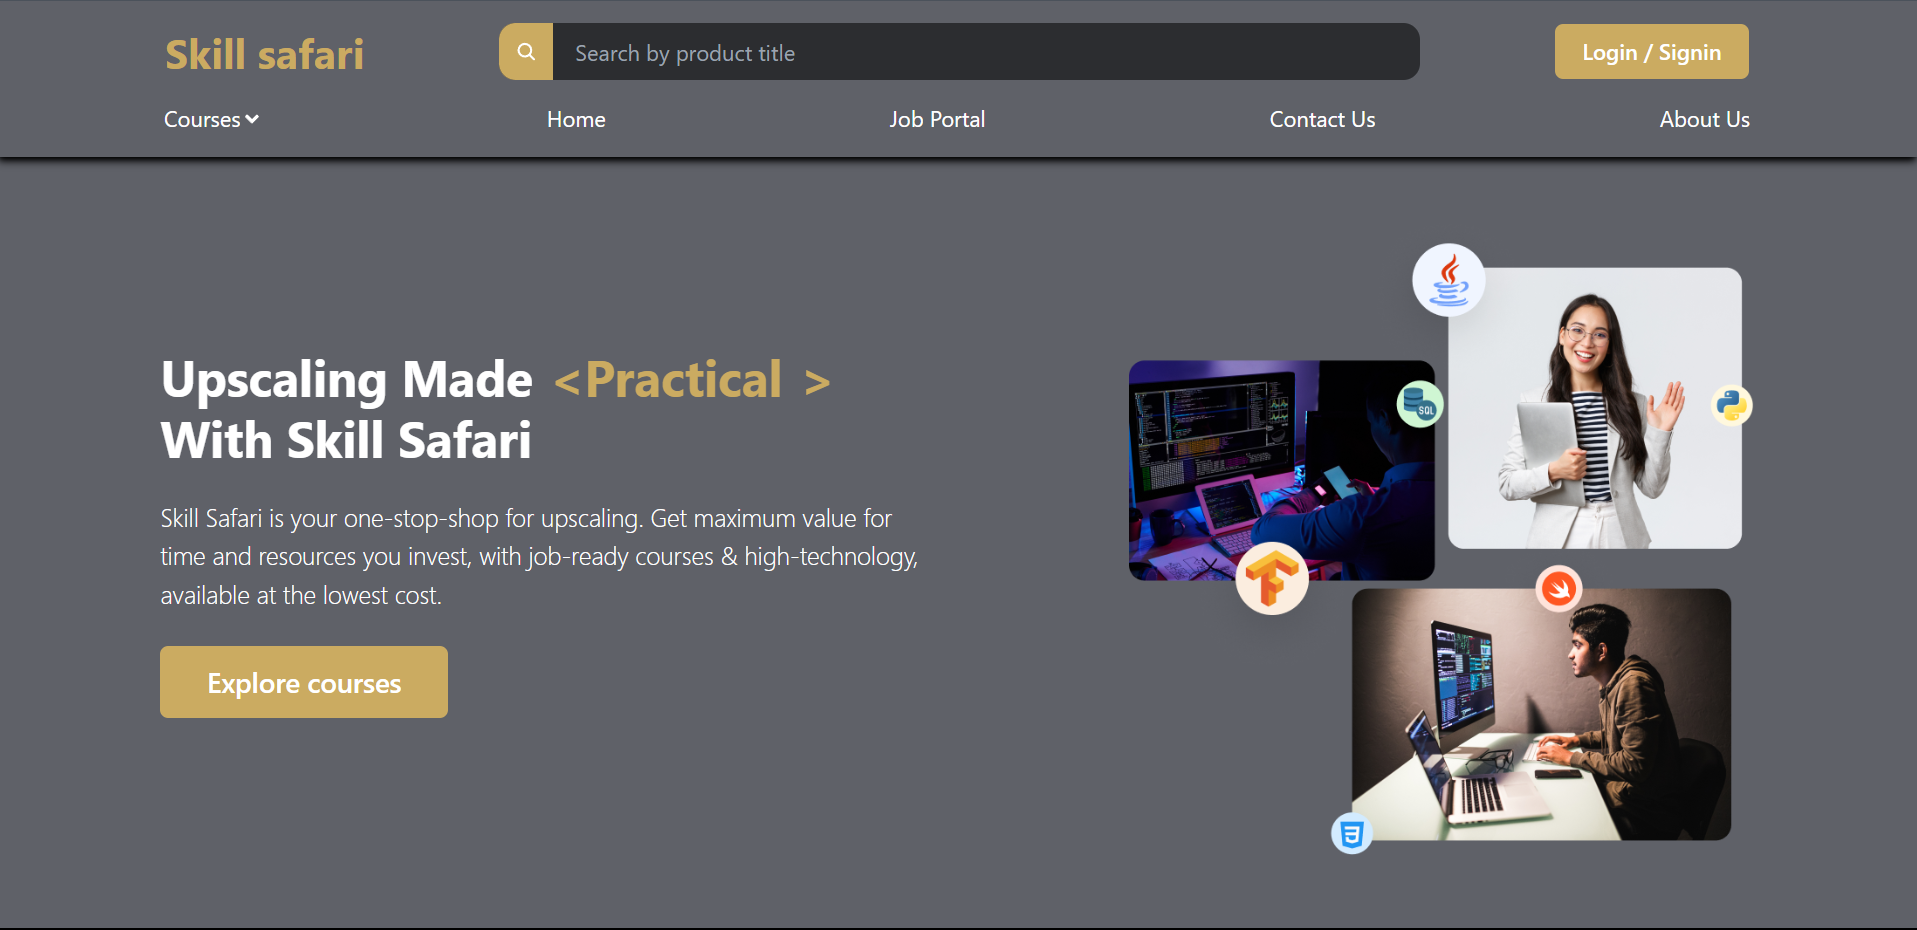 Skill safari
Search by product title
Login / Signin
Courses
Home
Job Portal
Contact Us
About Us
Upscaling Made <Practical >
With Skill Safari
Skill Safari is your one-stop-shop for upscaling. Get maximum value for
time and resources you invest, with job-ready courses & high-technology,
available at the lowest cost.
Explore courses
SQL